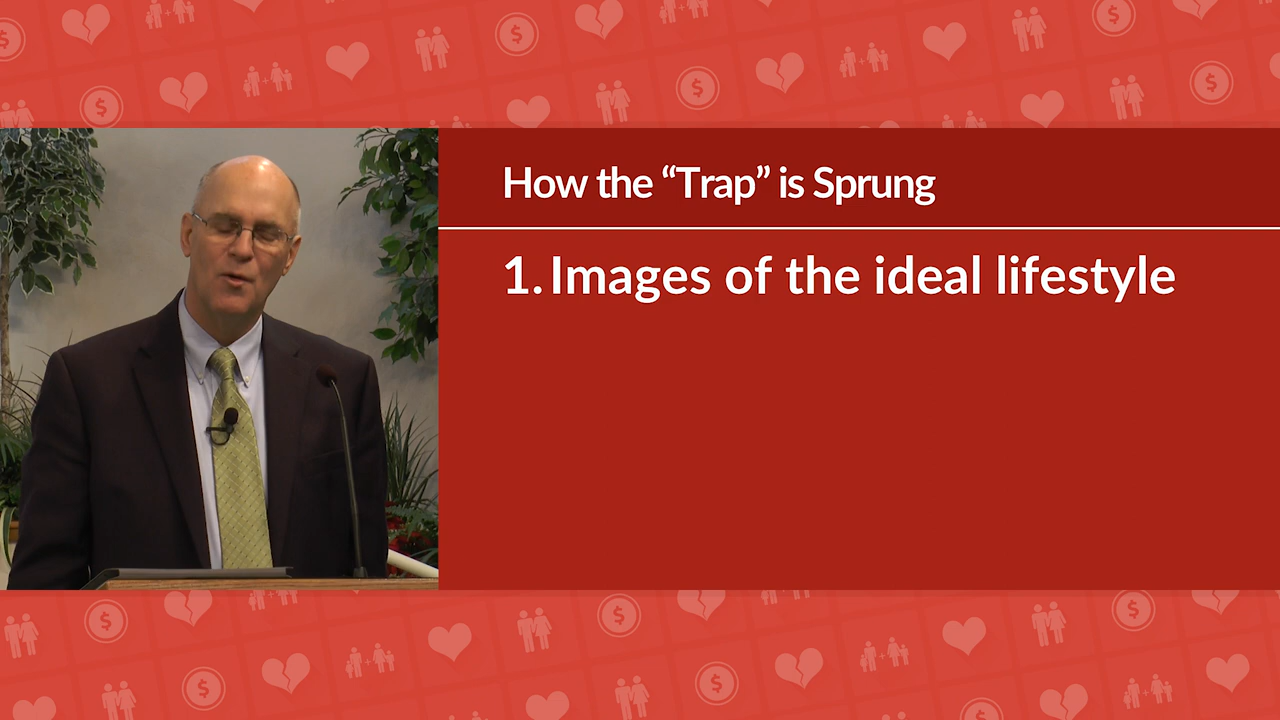 How the “Trap” is Sprung
1. Images of the ideal lifestyle